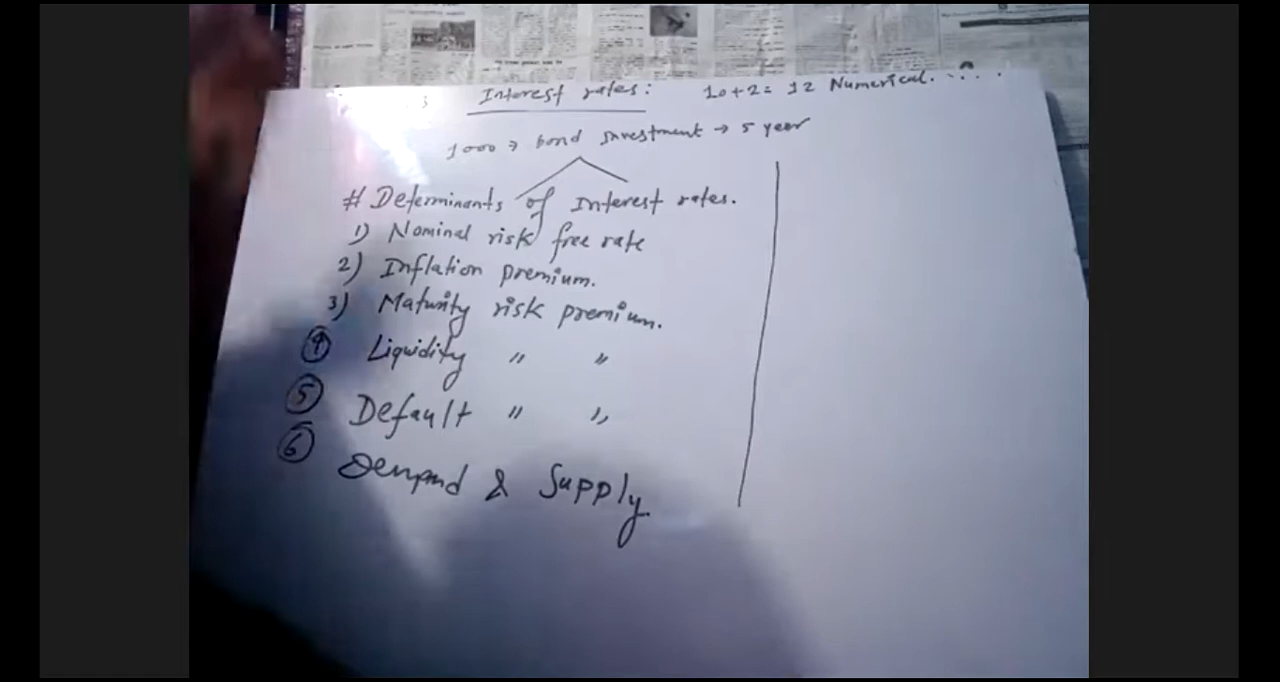 3 Interest rates: 10+2= 12 Numerical. . . . .
1000 → bond investment → 5 year
# Determinants of Interest rates.
1) Nominal risk free rate
2) Inflation premium.
3) Maturity risk premium.
④ Liquidity " "
⑤ Default " "
⑥ Demand & Supply.